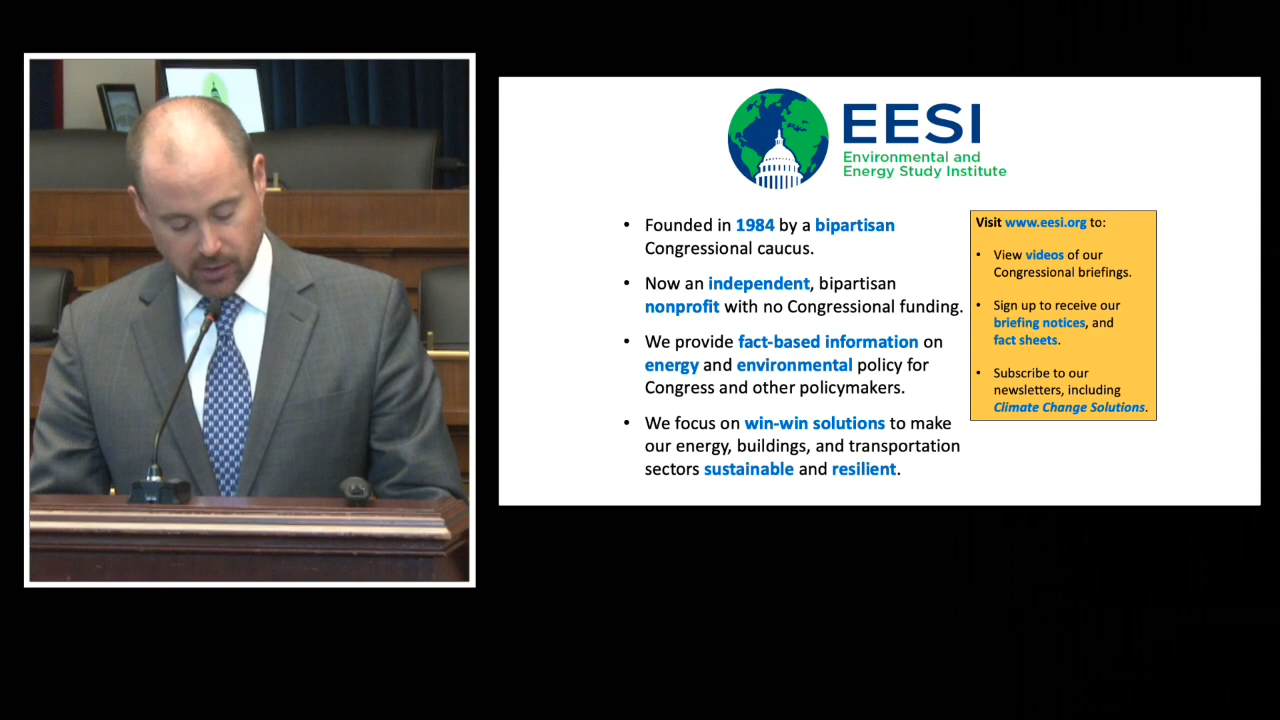 EESI
Environmental and
Energy Study Institute
• Founded in 1984 by a bipartisan
Congressional caucus.
• Now an independent, bipartisan
nonprofit with no Congressional funding.
• We provide fact-based information on
energy and environmental policy for
Congress and other policymakers.
• We focus on win-win solutions to make
our energy, buildings, and transportation
sectors sustainable and resilient.
Visit www.eesi.org to:
• View videos of our
Congressional briefings.
• Sign up to receive our
briefing notices, and
fact sheets.
• Subscribe to our
newsletters, including
Climate Change Solutions.